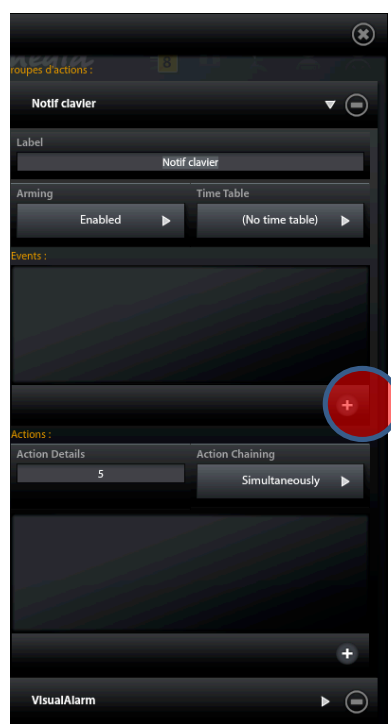 roupes d'actions :
8
Notif clavier
Label
Notif clavier
Arming
Time Table
Enabled
(No time table)
Events :
+
Actions :
Action Details
Action Chaining
5
Simultaneously
+
VisualAlarm